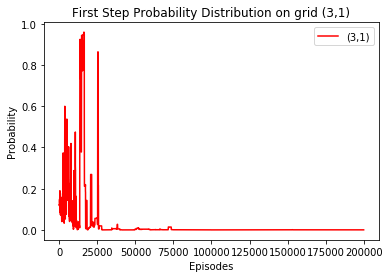 First Step Probability Distribution on grid (3,1)
1.0
0.8
0.6
0.4
0.2
0.0
Probability
(3,1)
0 25000 50000 75000 100000 125000 150000 175000 200000
Episodes